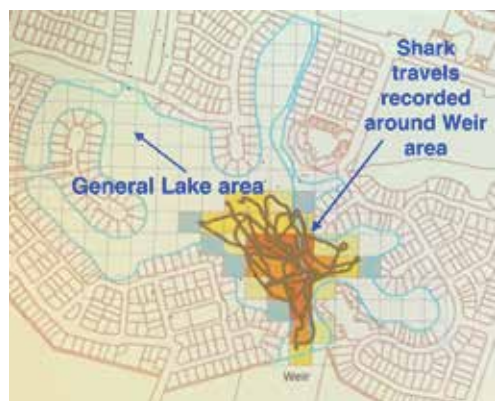 Shark
travels
recorded
around Weir
area
General Lake area
Weir